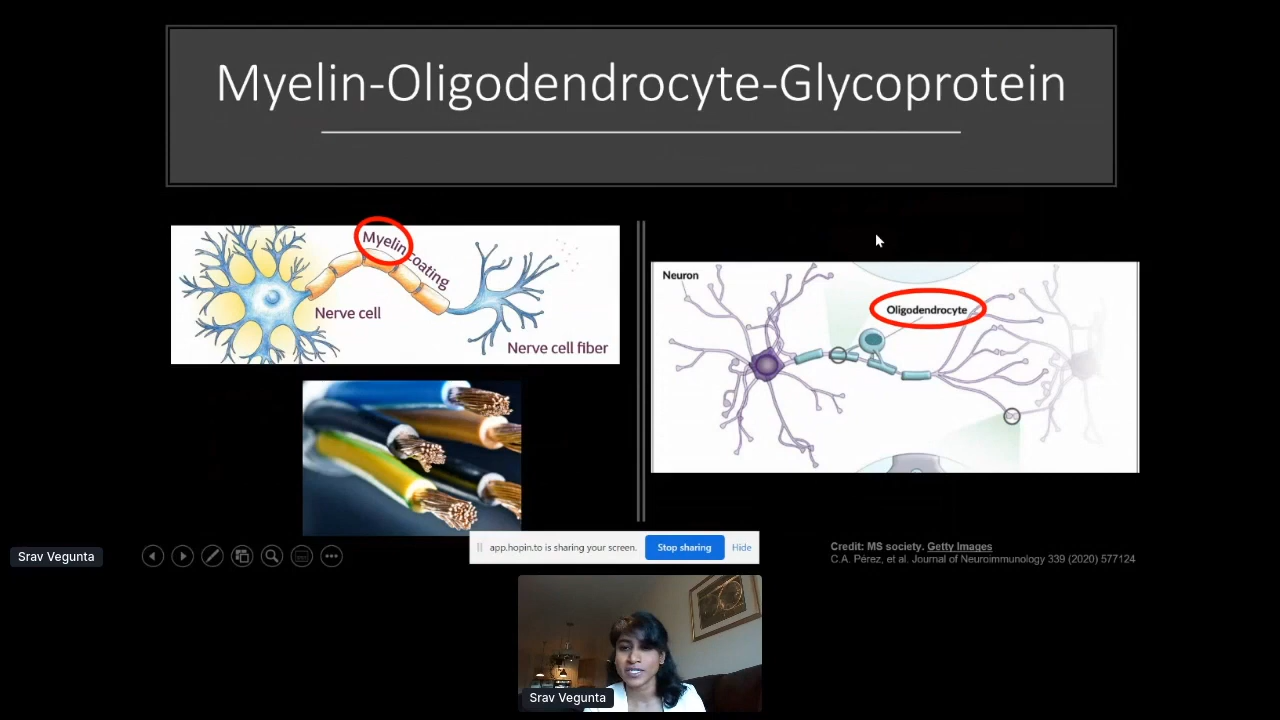 Myelin-Oligodendrocyte-Glycoprotein
Myelin coating
Nerve cell
Nerve cell fiber
Neuron
Oligodendrocyte
Srav Vegunta
app.hopin.to is sharing your screen.
Stop sharing
Hide
Credit: MS society. Getty Images
C.A. Pérez, et al. Journal of Neuroimmunology 339 (2020) 577124
Srav Vegunta